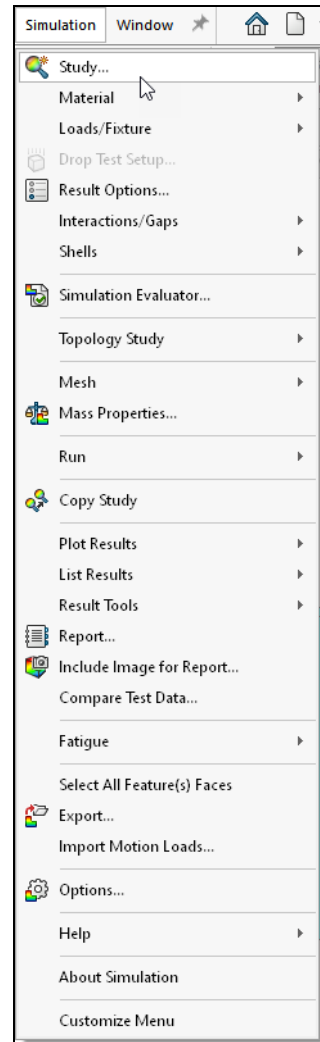 Simulation Window
Study...
Material
Loads/Fixture
Drop Test Setup...
Result Options...
Interactions/Gaps
Shells
Simulation Evaluator...
Topology Study
Mesh
Mass Properties...
Run
Copy Study
Plot Results
List Results
Result Tools
Report...
Include Image for Report...
Compare Test Data...
Fatigue
Select All Feature(s) Faces
Export...
Import Motion Loads...
Options...
Help
About Simulation
Customize Menu